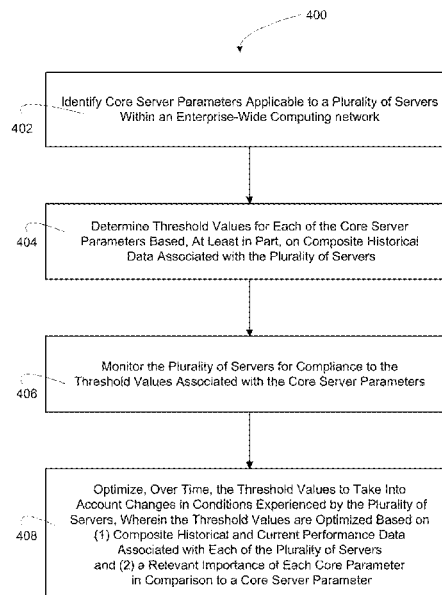 400
Identify Core Server Parameters Applicable to a Plurality of Servers
Within an Enterprise-Wide Computing network
402
Determine Threshold Values for Each of the Core Server
Parameters Based, At Least in Part, on Composite Historical
Data Associated with the Plurality of Servers
404
Monitor the Plurality of Servers for Compliance to the
Threshold Values Associated with the Core Server Parameters
406
Optimize, Over Time, the Threshold Values to Take Into
Account Changes in Conditions Experienced by the Plurality of
Servers, Wherein the Threshold Values are Optimized Based on
(1) Composite Historical and Current Performance Data
Associated with Each of the Plurality of Servers
and (2) a Relevant Importance of Each Core Parameter
in Comparison to a Core Server Parameter
408